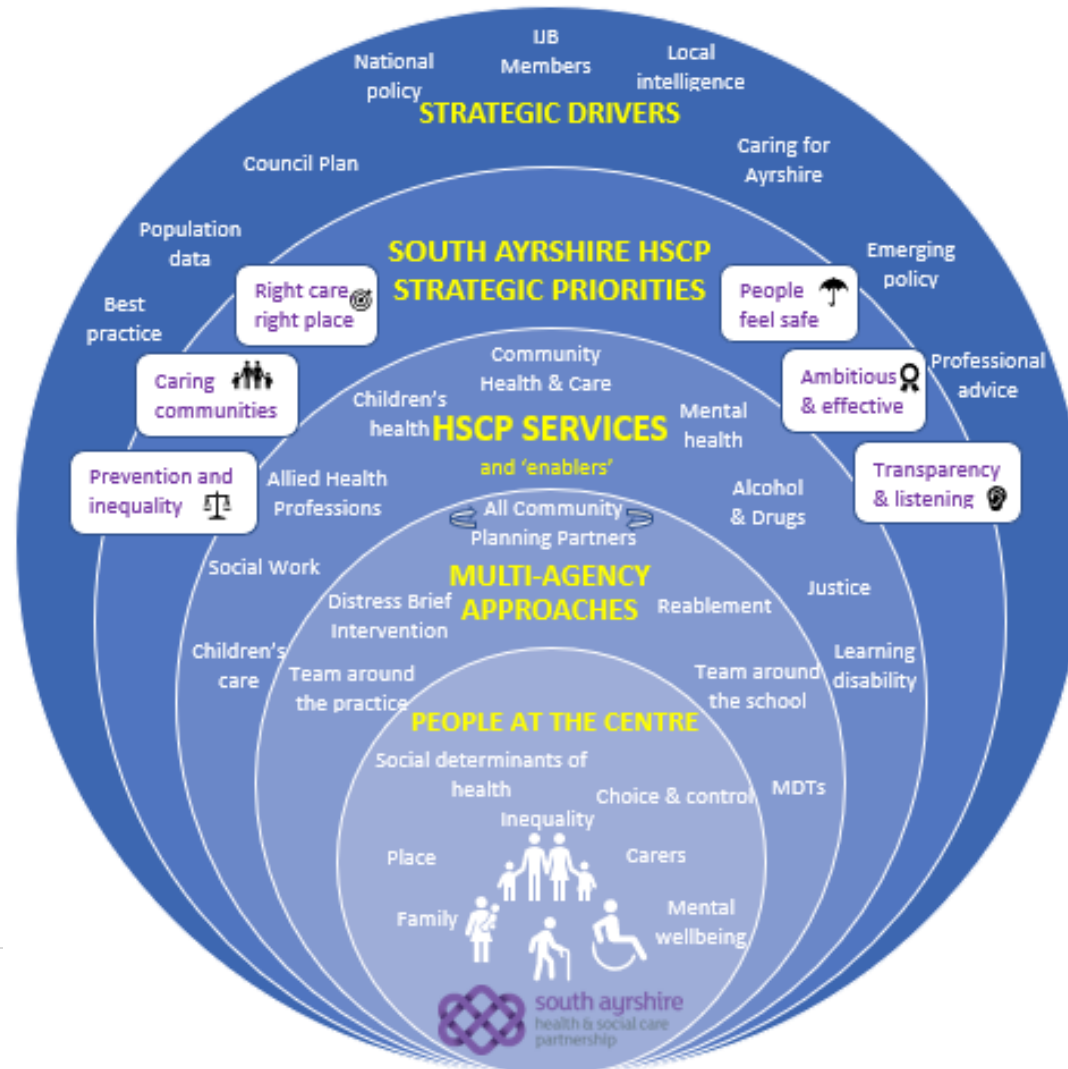 IJB
Members
National
policy
Local
intelligence
STRATEGIC DRIVERS
Council Plan
Caring for
Ayrshire
Population
data
Emerging
policy
Best
practice
Professional
advice
SOUTH AYRSHIRE HSCP
STRATEGIC PRIORITIES
Right care,
right place
People
feel safe
Caring
communities
Ambitious
& effective
Prevention and
inequality
Transparency
& listening
Community
Health & Care
Children's
health
Mental
health
HSCP SERVICES
and ‘enablers’
Allied Health
Professions
Alcohol
& Drugs
Social Work
Justice
Children's
care
Learning
disability
All Community
Planning Partners
MULTI-AGENCY
APPROACHES
Distress Brief
Intervention
Reablement
Team around
the practice
Team around
the school
MDTs
PEOPLE AT THE CENTRE
Social determinants of
health
Choice & control
Inequality
Place
Carers
Family
Mental
wellbeing
south ayrshire
health & social care
partnership